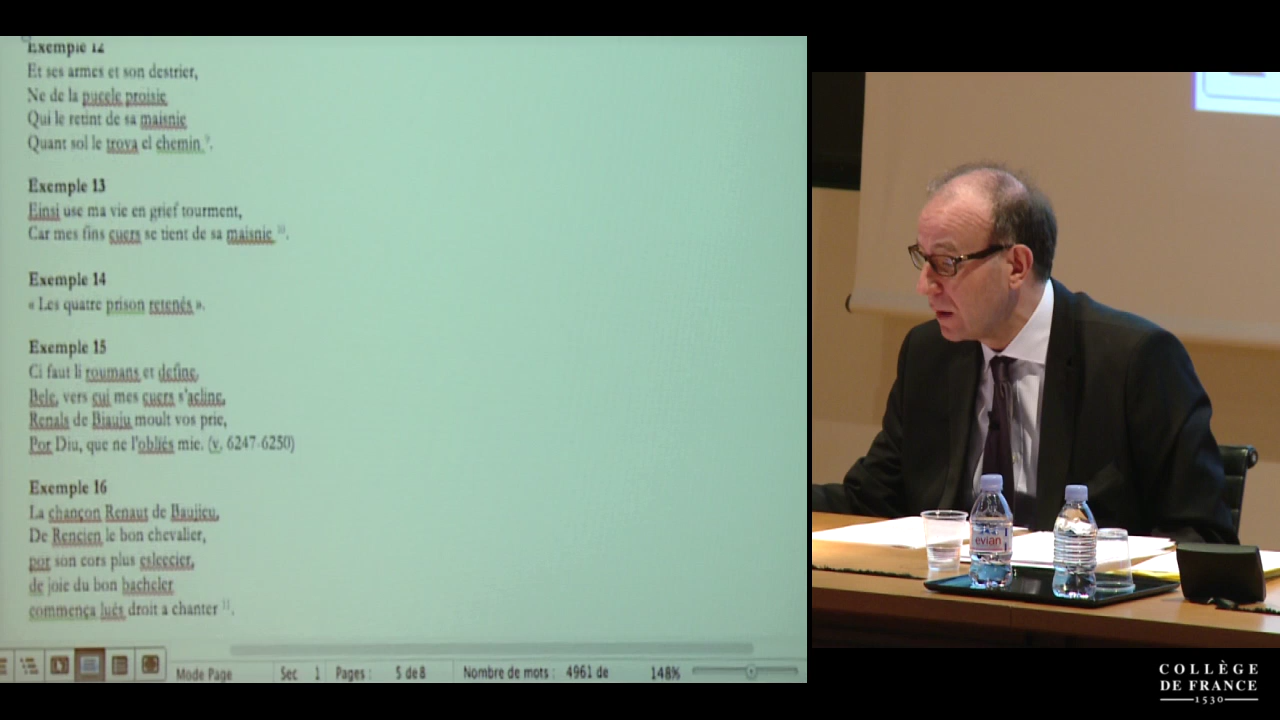 Exemple 12
Et ses armes et son destrier,
Ne de la pucele proisie
Qui le retint de sa maisnie
Quant sol le trova el chemin 9.
Exemple 13
Einsi use ma vie en grief tourment,
Car mes fins cuers se tient de sa maisnie 10.
Exemple 14
« Les quatre prison retenés ».
Exemple 15
Ci faut li roumans et define.
Bele, vers cui mes cuers s'acline,
Renals de Biauju moult vos prie,
Por Diu, que ne l'obliés mie. (v. 6247-6250)
Exemple 16
La chançon Renaut de Baujieu,
De Rencien le bon chevalier,
por son cors plus esleecier,
de joie du bon bacheler
commença lués droit a chanter 11.
Mode Page Sec 1 Pages : 5 de 8 Nombre de mots : 4961 de 148%
evian
COLLÈGE
DE FRANCE
1530